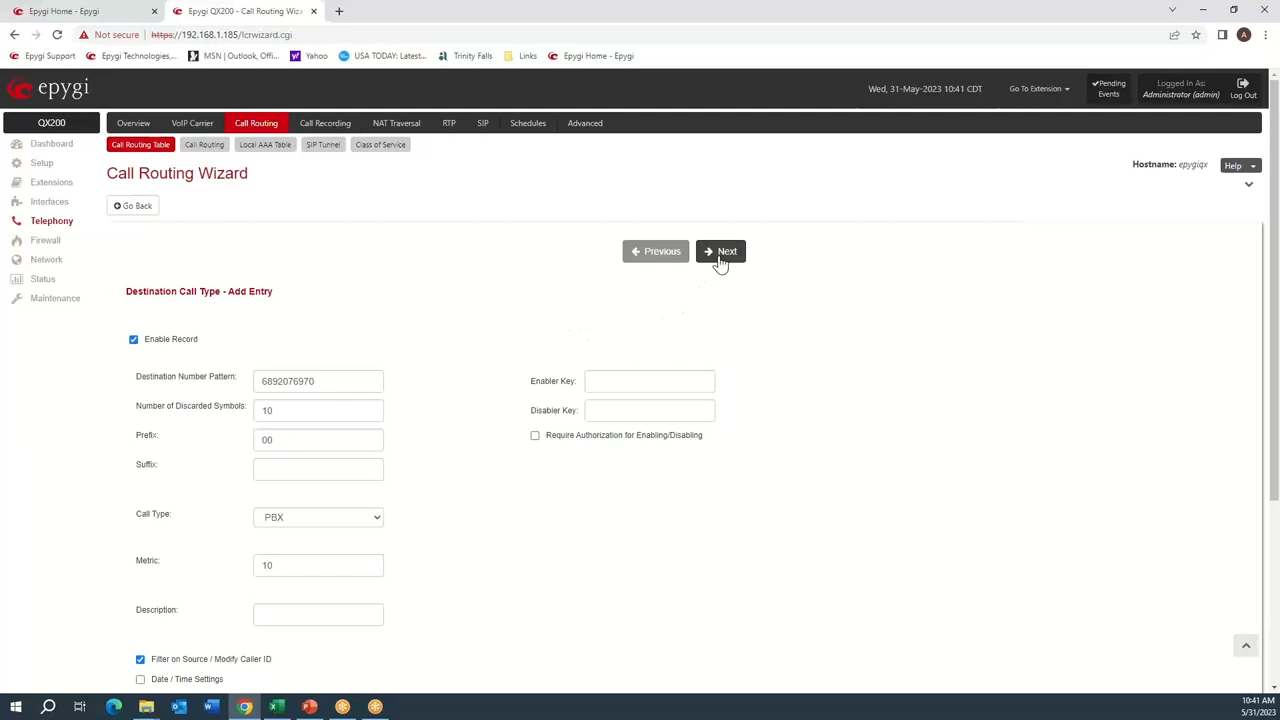 Epygi Home - Epygi
Epygi QX200 - Call Routing Wiza
Not secure
https://192.168.1.185/lcrwizard.cgi
A
Epygi Support
Epygi Technologies,...
MSN | Outlook, Offi...
Yahoo
USA TODAY: Latest...
Trinity Falls
Links
Epygi Home - Epygi
epygi
Wed, 31-May-2023 10:41 CDT
Go To Extension
Pending Events
Logged In As:
Administrator (admin)
Log Out
QX200
Overview
VoIP Carrier
Call Routing
Call Recording
NAT Traversal
RTP
SIP
Schedules
Advanced
Dashboard
Setup
Extensions
Interfaces
Telephony
Firewall
Network
Status
Maintenance
Call Routing Table
Call Routing
Local AAA Table
SIP Tunnel
Class of Service
Call Routing Wizard
Hostname: epygiqx
Help
Go Back
Previous
Next
Destination Call Type - Add Entry
Enable Record
Destination Number Pattern: 6892076970
Number of Discarded Symbols: 10
Prefix: 00
Suffix:
Call Type: PBX
Metric: 10
Description:
Filter on Source / Modify Caller ID
Date / Time Settings
Enabler Key:
Disabler Key:
Require Authorization for Enabling/Disabling
10:41 AM
5/31/2023